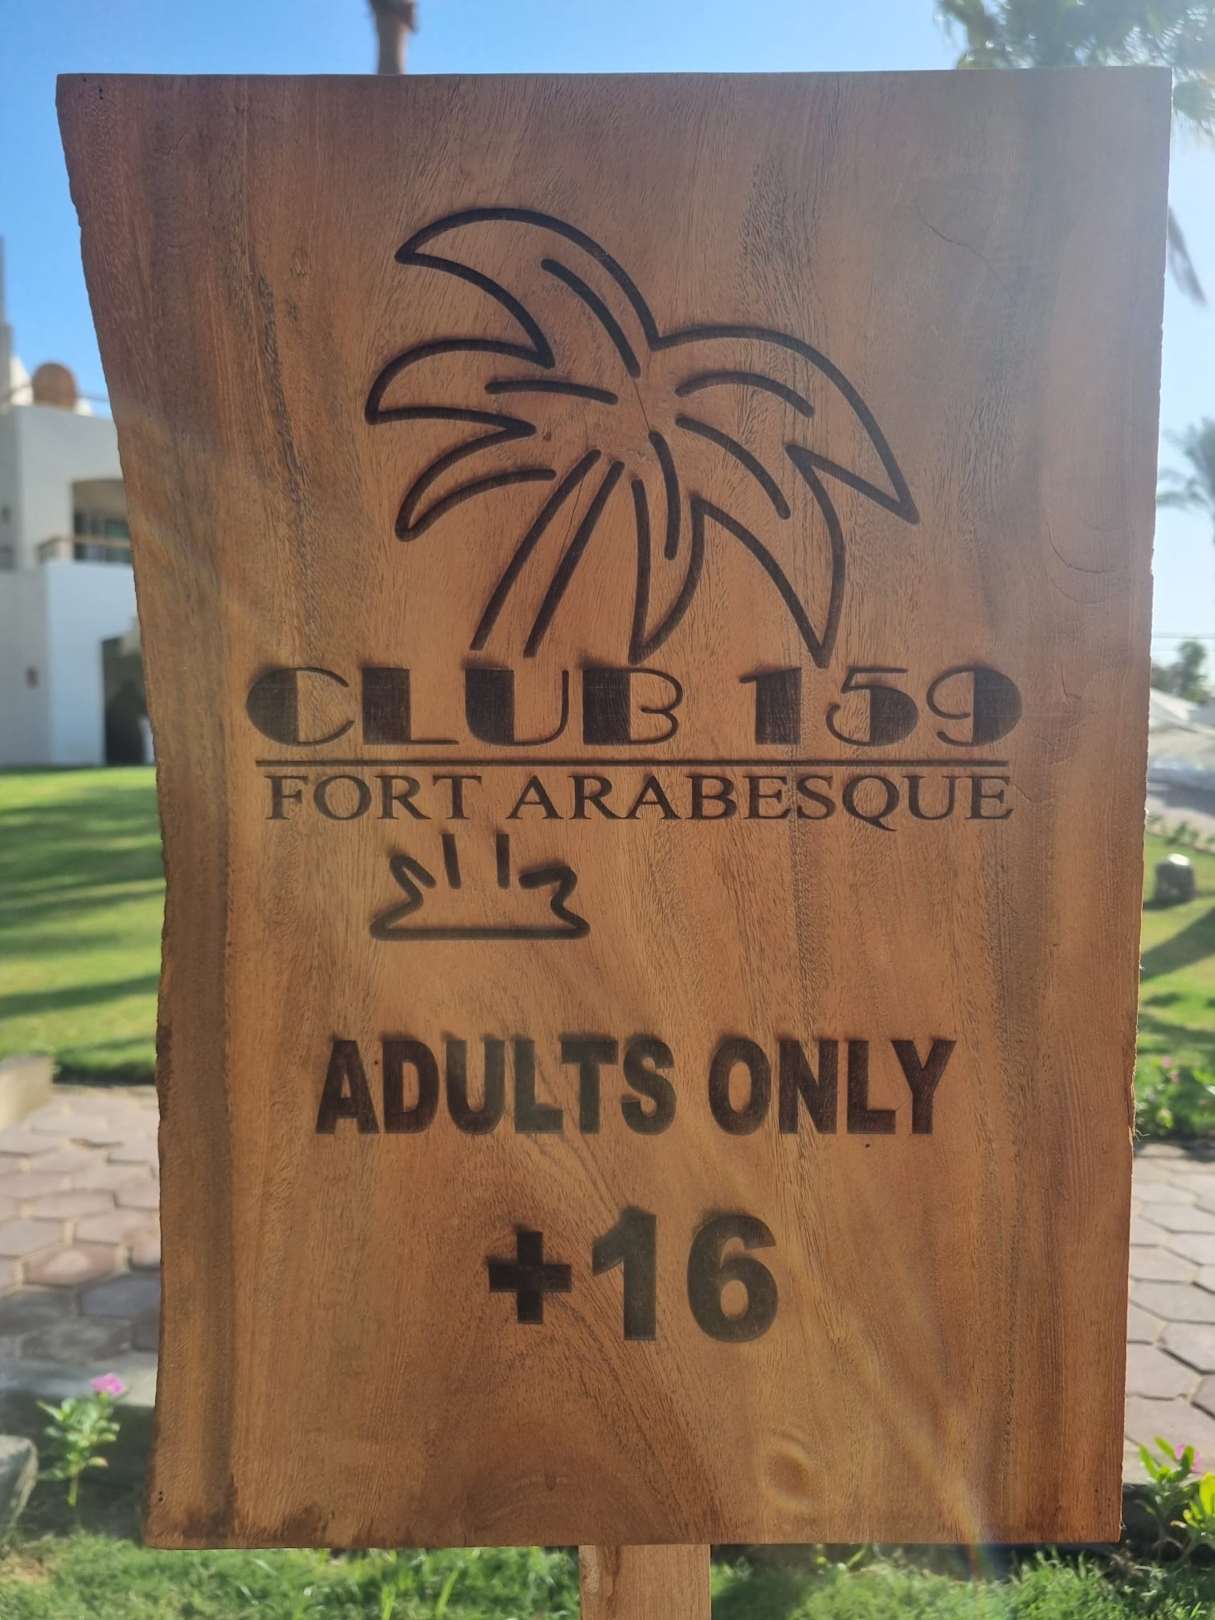 CLUB 159
FORT ARABESQUE
ADULTS ONLY
+16